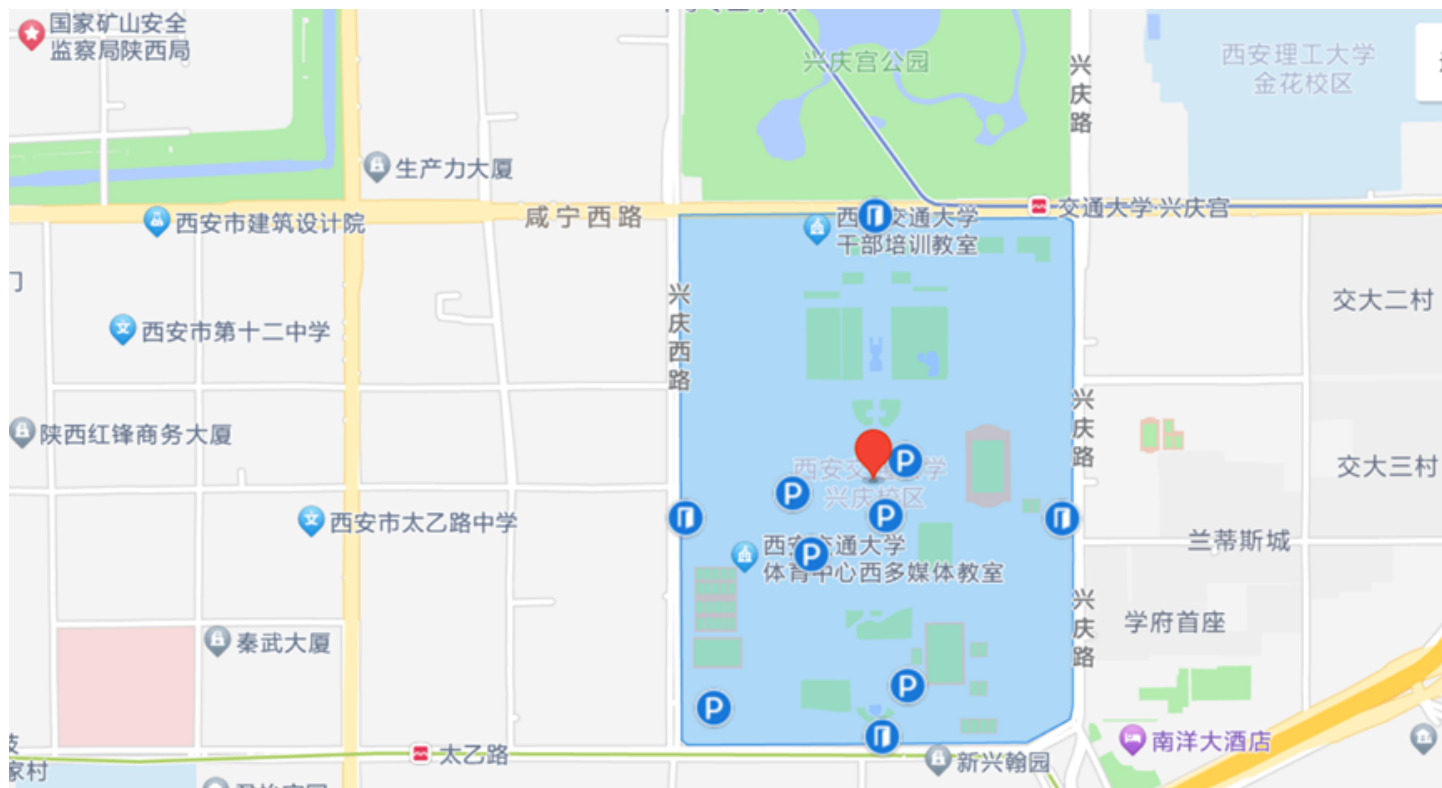 国家矿山安全
监察局陕西局
兴庆宫公园
西安理工大学
金花校区
兴庆路
生产力大厦
西安市建筑设计院
咸宁西路
交通大学·兴庆宫
西 交通大学
干部培训教室
兴庆西路
交大二村
西安市第十二中学
兴庆路
陕西红锋商务大厦
交大三村
西安交 学
兴庆校区
P
P
P
P
西安市太乙路中学
西安交通大学
体育中心西多媒体教室
兰蒂斯城
兴庆路
学府首座
秦武大厦
P
P
南洋大酒店
太乙路
新兴翰园
家村